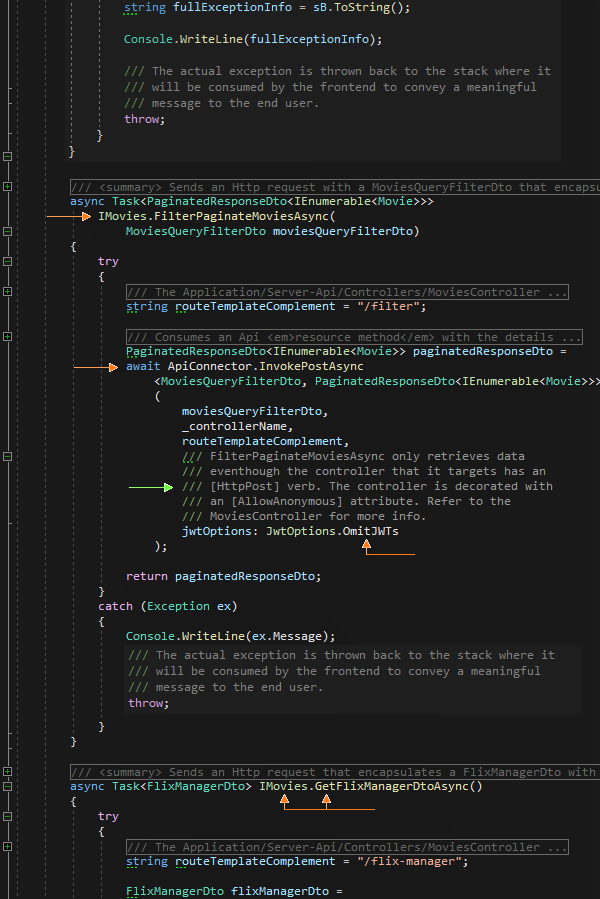 string fullExceptionInfo = sB.ToString();
Console.WriteLine(fullExceptionInfo);
/// The actual exception is thrown back to the stack where it
/// will be consumed by the frontend to convey a meaningful
/// message to the end user.
throw;
}
}
/// <summary> Sends an Http request with a MoviesQueryFilterDto that encapsu
async Task<PaginatedResponseDto<IEnumerable<Movie>>>
IMovies.FilterPaginateMoviesAsync(
MoviesQueryFilterDto moviesQueryFilterDto)
{
try
{
/// The Application/Server-Api/Controllers/MoviesController ...
string routeTemplateComplement = "/filter";
/// Consumes an Api <em>resource method</em> with the details ...
PaginatedResponseDto<IEnumerable<Movie>> paginatedResponseDto =
await ApiConnector.InvokePostAsync
<MoviesQueryFilterDto, PaginatedResponseDto<IEnumerable<Movie>>>
(
moviesQueryFilterDto,
_controllerName,
routeTemplateComplement,
/// FilterPaginateMoviesAsync only retrieves data
/// eventhough the controller that it targets has an
/// [HttpPost] verb. The controller is decorated with
/// an [AllowAnonymous] attribute. Refer to the
/// MoviesController for more info.
jwtOptions: JwtOptions.OmitJWTs
);
return paginatedResponseDto;
}
catch (Exception ex)
{
Console.WriteLine(ex.Message);
/// The actual exception is thrown back to the stack where it
/// will be consumed by the frontend to convey a meaningful
/// message to the end user.
throw;
}
}
/// <summary> Sends an Http request that encapsulates a FlixManagerDto with
async Task<FlixManagerDto> IMovies.GetFlixManagerDtoAsync()
{
try
{
/// The Application/Server-Api/Controllers/MoviesController ...
string routeTemplateComplement = "/flix-manager";
FlixManagerDto flixManagerDto =